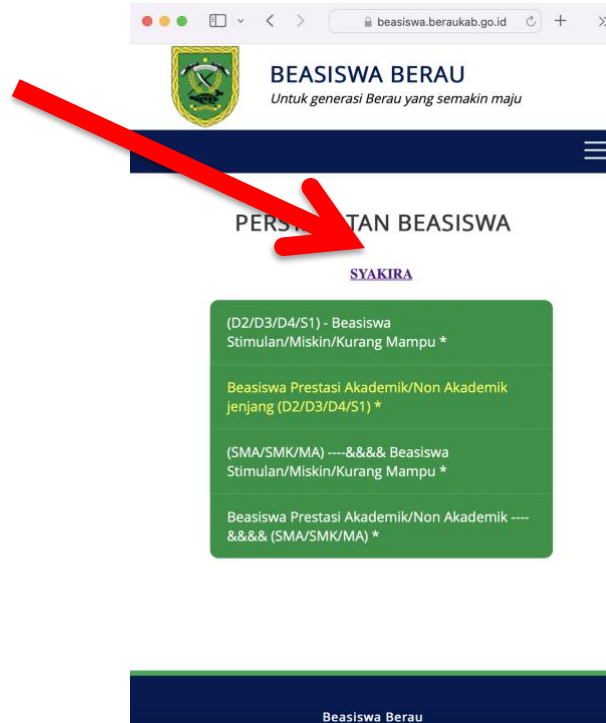 beasiswa.beraukab.go.id
BEASISWA BERAU
Untuk generasi Berau yang semakin maju
BEASISWA
SYAKIRA
(D2/D3/D4/S1) - Beasiswa
Stimulan/Miskin/Kurang Mampu *
Beasiswa Prestasi Akademik/Non Akademik
jenjang (D2/D3/D4/S1) *
(SMA/SMK/MA) ----&&&& Beasiswa
Stimulan/Miskin/Kurang Mampu *
Beasiswa Prestasi Akademik/Non Akademik ----
&&&& (SMA/SMK/MA) *
Beasiswa Berau